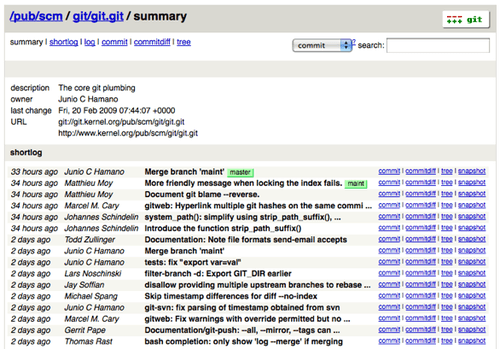 /pub/scm / git/git.git / summary
git
summary | shortlog | log | commit | commitdiff | tree
commit ? search:
description The core git plumbing
owner Junio C Hamano
last change Fri, 20 Feb 2009 07:44:07 +0000
URL git://git.kernel.org/pub/scm/git/git.git
http://www.kernel.org/pub/scm/git/git.git
shortlog
33 hours ago Junio C Hamano Merge branch 'maint' master commit | commitdiff | tree | snapshot
34 hours ago Matthieu Moy More friendly message when locking the index fails. maint commit | commitdiff | tree | snapshot
34 hours ago Matthieu Moy Document git blame --reverse. commit | commitdiff | tree | snapshot
34 hours ago Marcel M. Cary gitweb: Hyperlink multiple git hashes on the same commi ... commit | commitdiff | tree | snapshot
34 hours ago Johannes Schindelin system_path(): simplify using strip_path_suffix(), ... commit | commitdiff | tree | snapshot
34 hours ago Johannes Schindelin Introduce the function strip_path_suffix() commit | commitdiff | tree | snapshot
2 days ago Todd Zullinger Documentation: Note file formats send-email accepts commit | commitdiff | tree | snapshot
2 days ago Junio C Hamano Merge branch 'maint' commit | commitdiff | tree | snapshot
2 days ago Junio C Hamano tests: fix "export var=val" commit | commitdiff | tree | snapshot
2 days ago Lars Noschinski filter-branch -d: Export GIT_DIR earlier commit | commitdiff | tree | snapshot
2 days ago Jay Soffian disallow providing multiple upstream branches to rebase ... commit | commitdiff | tree | snapshot
2 days ago Michael Spang Skip timestamp differences for diff --no-index commit | commitdiff | tree | snapshot
2 days ago Junio C Hamano git-svn: fix parsing of timestamp obtained from svn commit | commitdiff | tree | snapshot
2 days ago Marcel M. Cary gitweb: Fix warnings with override permitted but no ... commit | commitdiff | tree | snapshot
2 days ago Gerrit Pape Documentation/git-push: --all, --mirror, --tags can ... commit | commitdiff | tree | snapshot
2 days ago Thomas Rast bash completion: only show 'log --merge' if merging commit | commitdiff | tree | snapshot